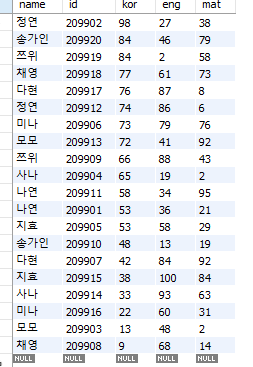 name id kor eng mat
정연 209902 98 27 38
송가인 209920 84 46 79
쯔위 209919 84 2 58
채영 209918 77 61 73
다현 209917 76 87 8
정연 209912 74 86 6
미나 209906 73 79 76
모모 209913 72 41 92
쯔위 209909 66 88 43
사나 209904 65 19 2
나연 209911 58 34 95
나연 209901 53 36 21
지효 209905 53 58 29
송가인 209910 48 13 19
다현 209907 42 84 92
지효 209915 38 100 84
사나 209914 33 93 63
미나 209916 22 60 31
모모 209903 13 48 2
채영 209908 9 68 14
NULL NULL NULL NULL NULL